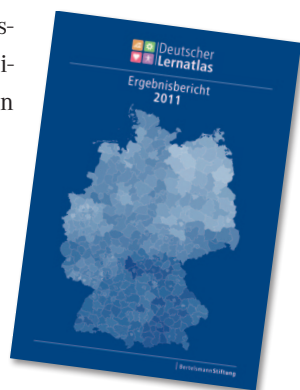 s-
i-
n
Deutscher
Lernatlas
Ergebnisbericht
2011
BertelsmannStiftung